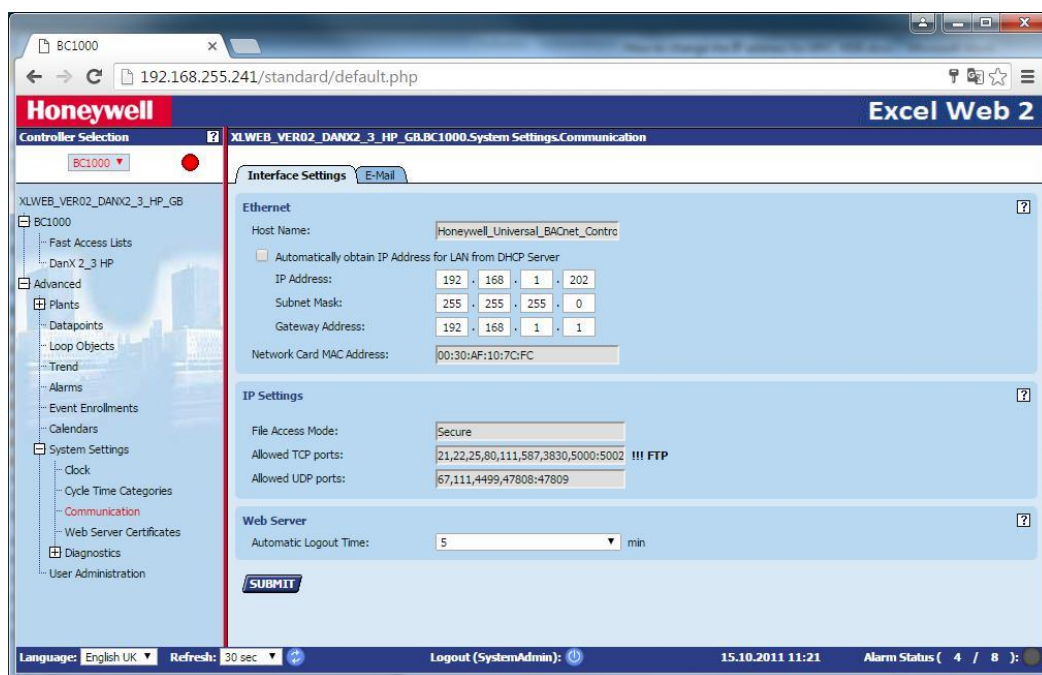 BC1000
192.168.255.241/standard/default.php
Honeywell
Excel Web 2
Controller Selection ?
XLWEB_VER02_DANX2_3_HP_GB.BC1000.System Settings.Communication
BC1000
Interface Settings
E-Mail
XLWEB_VER02_DANX2_3_HP_GB
BC1000
Fast Access Lists
DanX 2_3 HP
Advanced
Plants
Datapoints
Loop Objects
Trend
Alarms
Event Enrollments
Calendars
System Settings
Clock
Cycle Time Categories
Communication
Web Server Certificates
Diagnostics
User Administration
Ethernet ?
Host Name: Honeywell_Universal_BACnet_Contro
Automatically obtain IP Address for LAN from DHCP Server
IP Address: 192 . 168 . 1 . 202
Subnet Mask: 255 . 255 . 255 . 0
Gateway Address: 192 . 168 . 1 . 1
Network Card MAC Address: 00:30:AF:10:7C:FC
IP Settings ?
File Access Mode: Secure
Allowed TCP ports: 21,22,25,80,111,587,3830,5000:5002 !!! FTP
Allowed UDP ports: 67,111,4499,47808:47809
Web Server ?
Automatic Logout Time: 5 min
SUBMIT
Language: English UK Refresh: 30 sec Logout (SystemAdmin): 15.10.2011 11:21 Alarm Status ( 4 / 8 ):